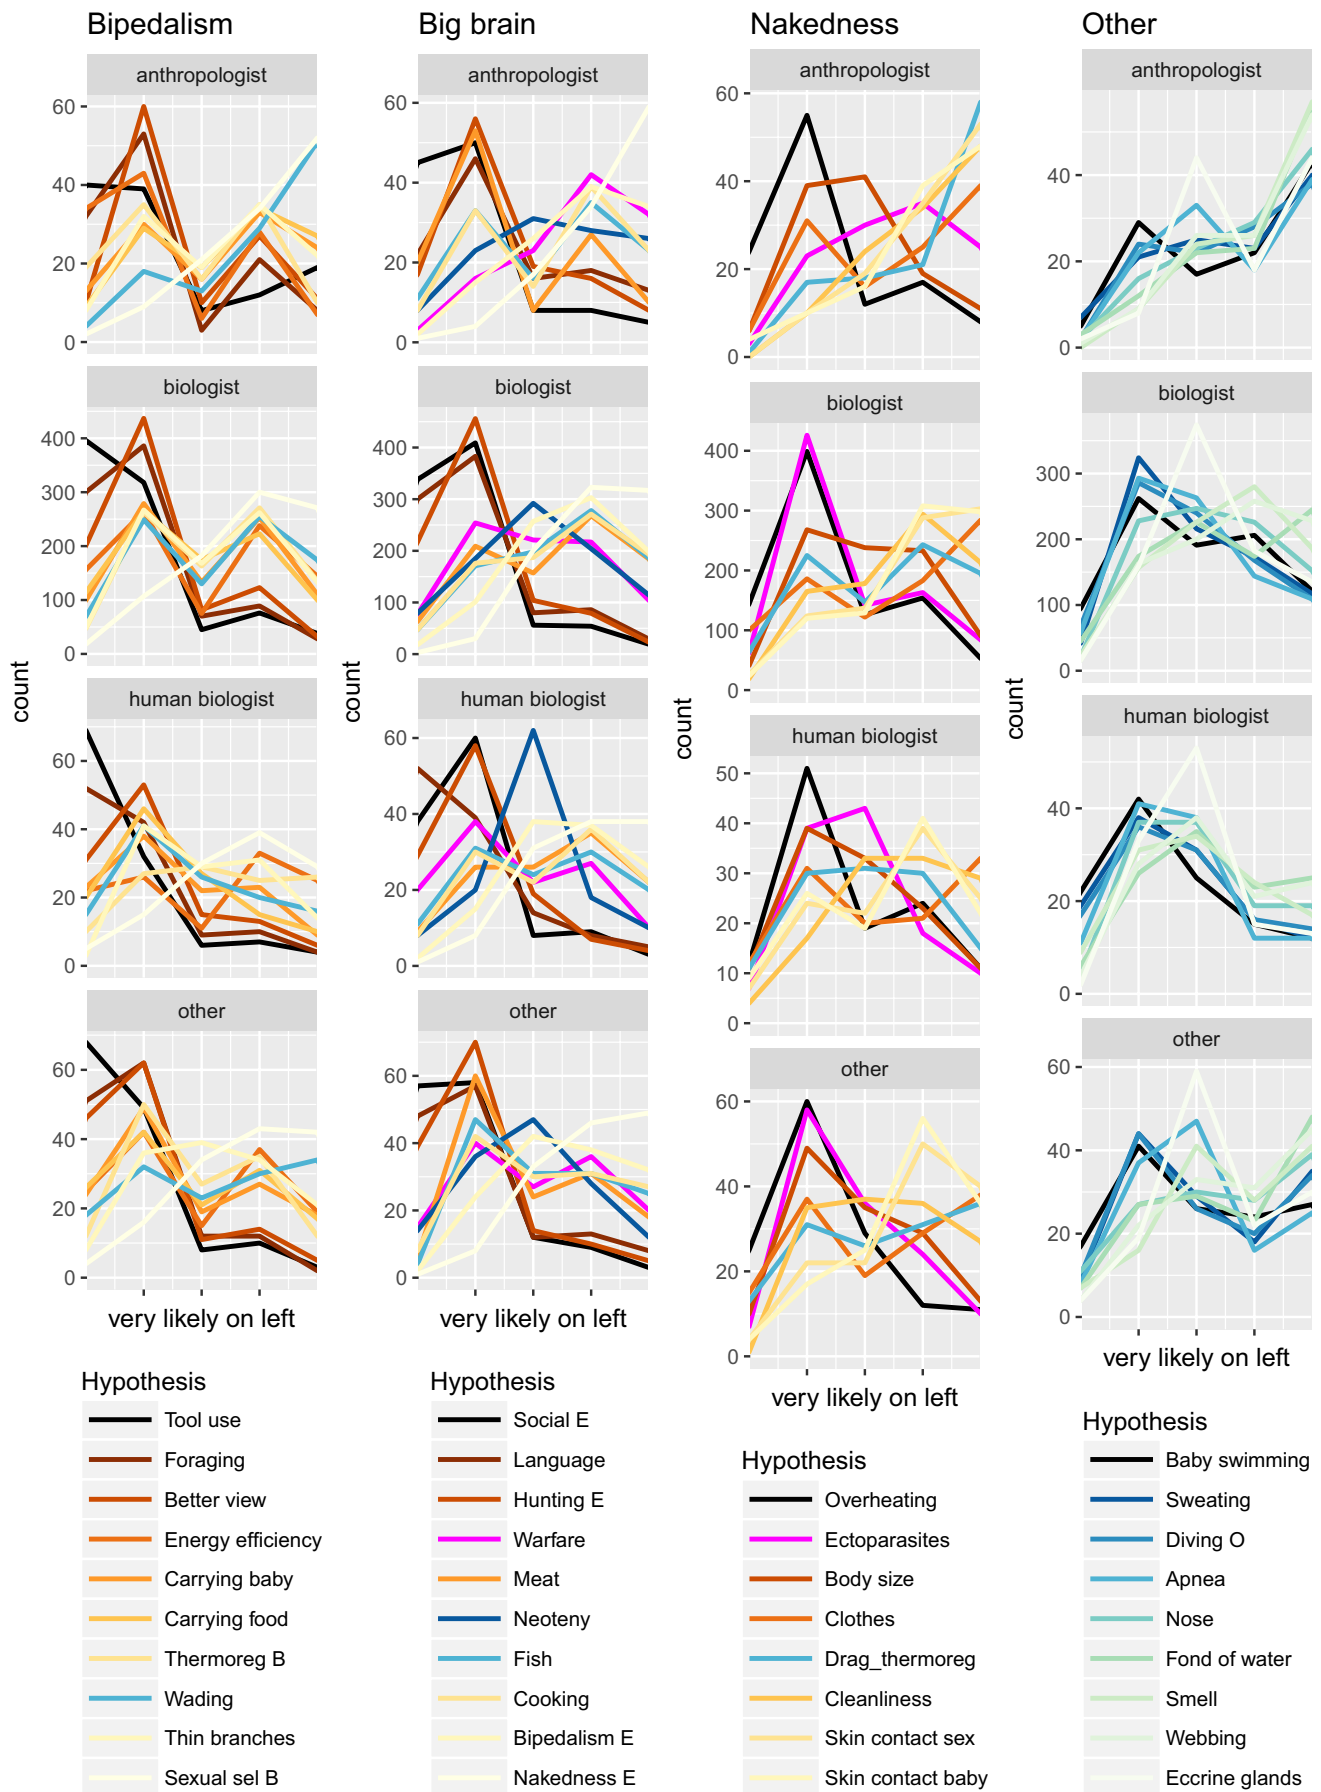 Bipedalism
anthropologist
60
40
20
0
biologist
400
300
200
100
0
human biologist
60
40
20
0
other
60
40
20
0
count
very likely on left
Hypothesis
Tool use
Foraging
Better view
Energy efficiency
Carrying baby
Carrying food
Thermoreg B
Wading
Thin branches
Sexual sel B
Big brain
anthropologist
60
40
20
0
biologist
400
300
200
100
0
human biologist
60
40
20
0
other
60
40
20
0
count
very likely on left
Hypothesis
Social E
Language
Hunting E
Warfare
Meat
Neoteny
Fish
Cooking
Bipedalism E
Nakedness E
Nakedness
anthropologist
60
40
20
0
biologist
400
300
200
100
0
human biologist
50
40
30
20
10
0
other
60
40
20
0
count
very likely on left
Hypothesis
Overheating
Ectoparasites
Body size
Clothes
Drag_thermoreg
Cleanliness
Skin contact sex
Skin contact baby
Other
anthropologist
40
20
0
biologist
300
200
100
0
human biologist
40
20
0
other
60
40
20
0
count
very likely on left
Hypothesis
Baby swimming
Sweating
Diving O
Apnea
Nose
Fond of water
Smell
Webbing
Eccrine glands